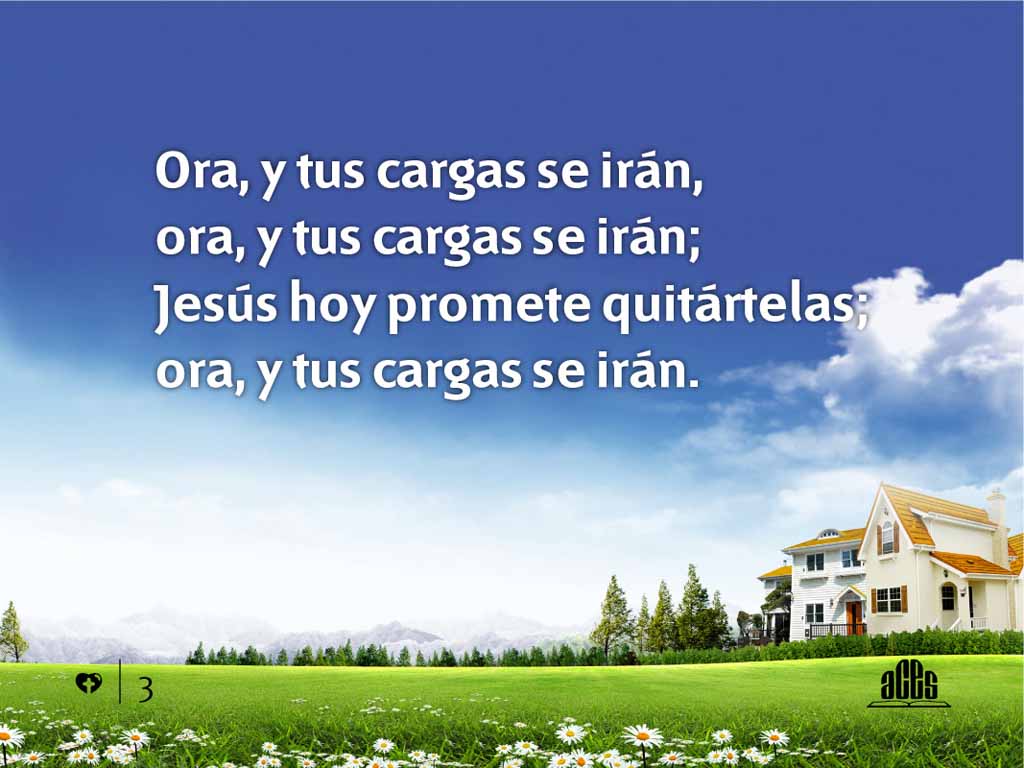 Ora, y tus cargas se irán,
ora, y tus cargas se irán;
Jesús hoy promete quitártelas;
ora, y tus cargas se irán.
3
aces